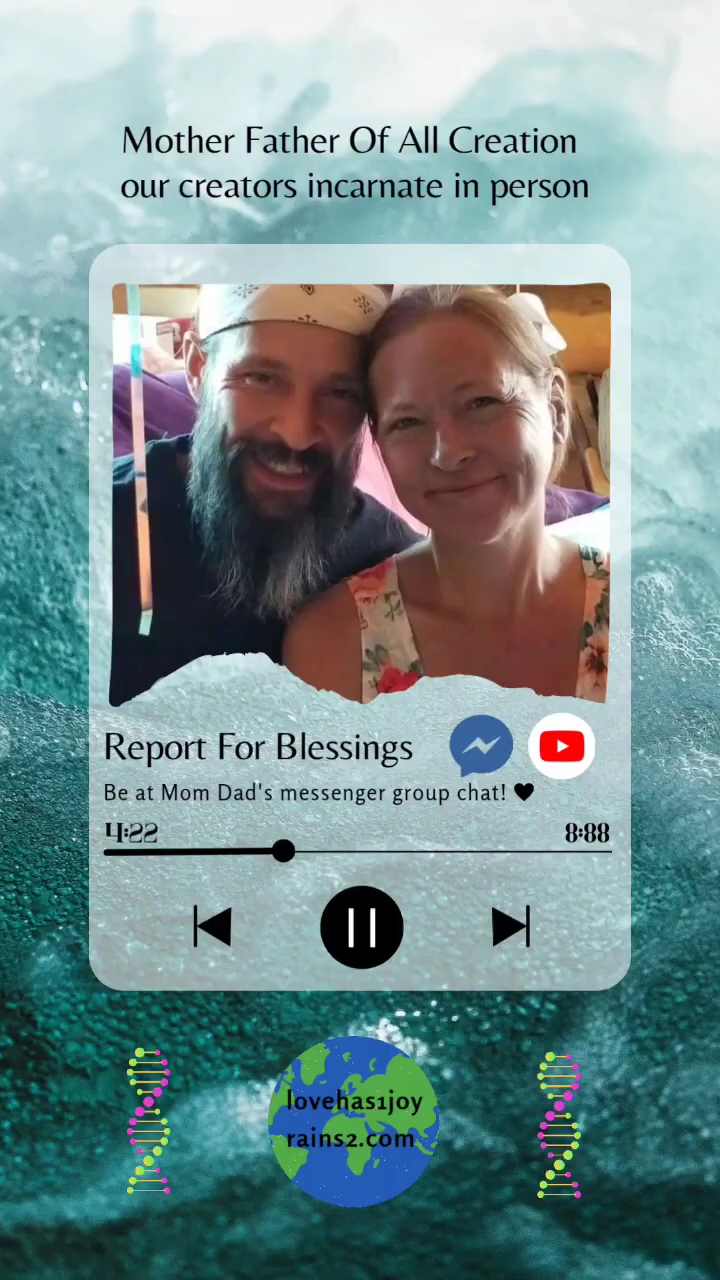 Mother Father Of All Creation
our creators incarnate in person
Report For Blessings
Be at Mom Dad's messenger group chat! ♥
4:22
8:88
lovehas1joy
rains2.com